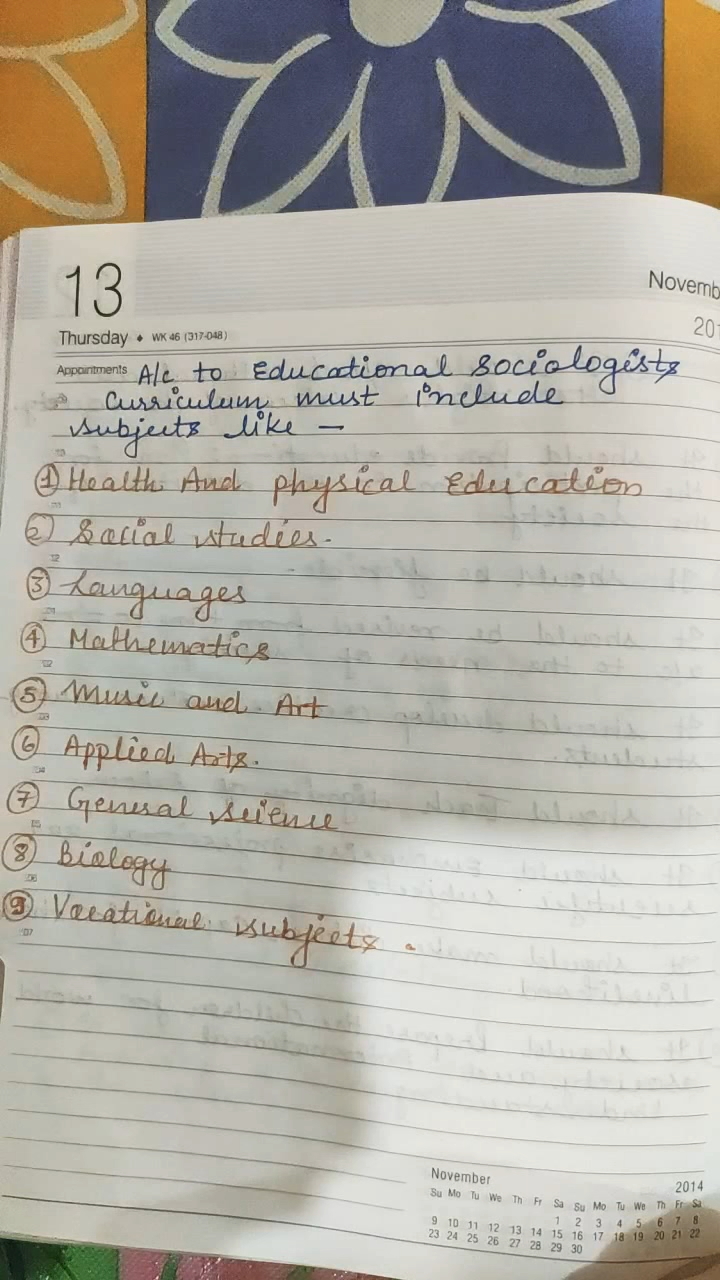 13
Novemb
Thursday ♦ WK 46 (317-048)
201
Appointments A/c to Educational Sociologists
Curriculum must include
subjects like –
① Health And physical Education
② Social studies.
③ Languages
④ Mathematics
⑤ Music and Art
⑥ Applied Arts.
⑦ General science
⑧ Biology
⑨ Vocational subjects.
November 2014
Su Mo Tu We Th Fr Sa Su Mo Tu We Th Fr Sa
1 2 3 4 5 6 7 8
9 10 11 12 13 14 15 16 17 18 19 20 21 22
23 24 25 26 27 28 29 30